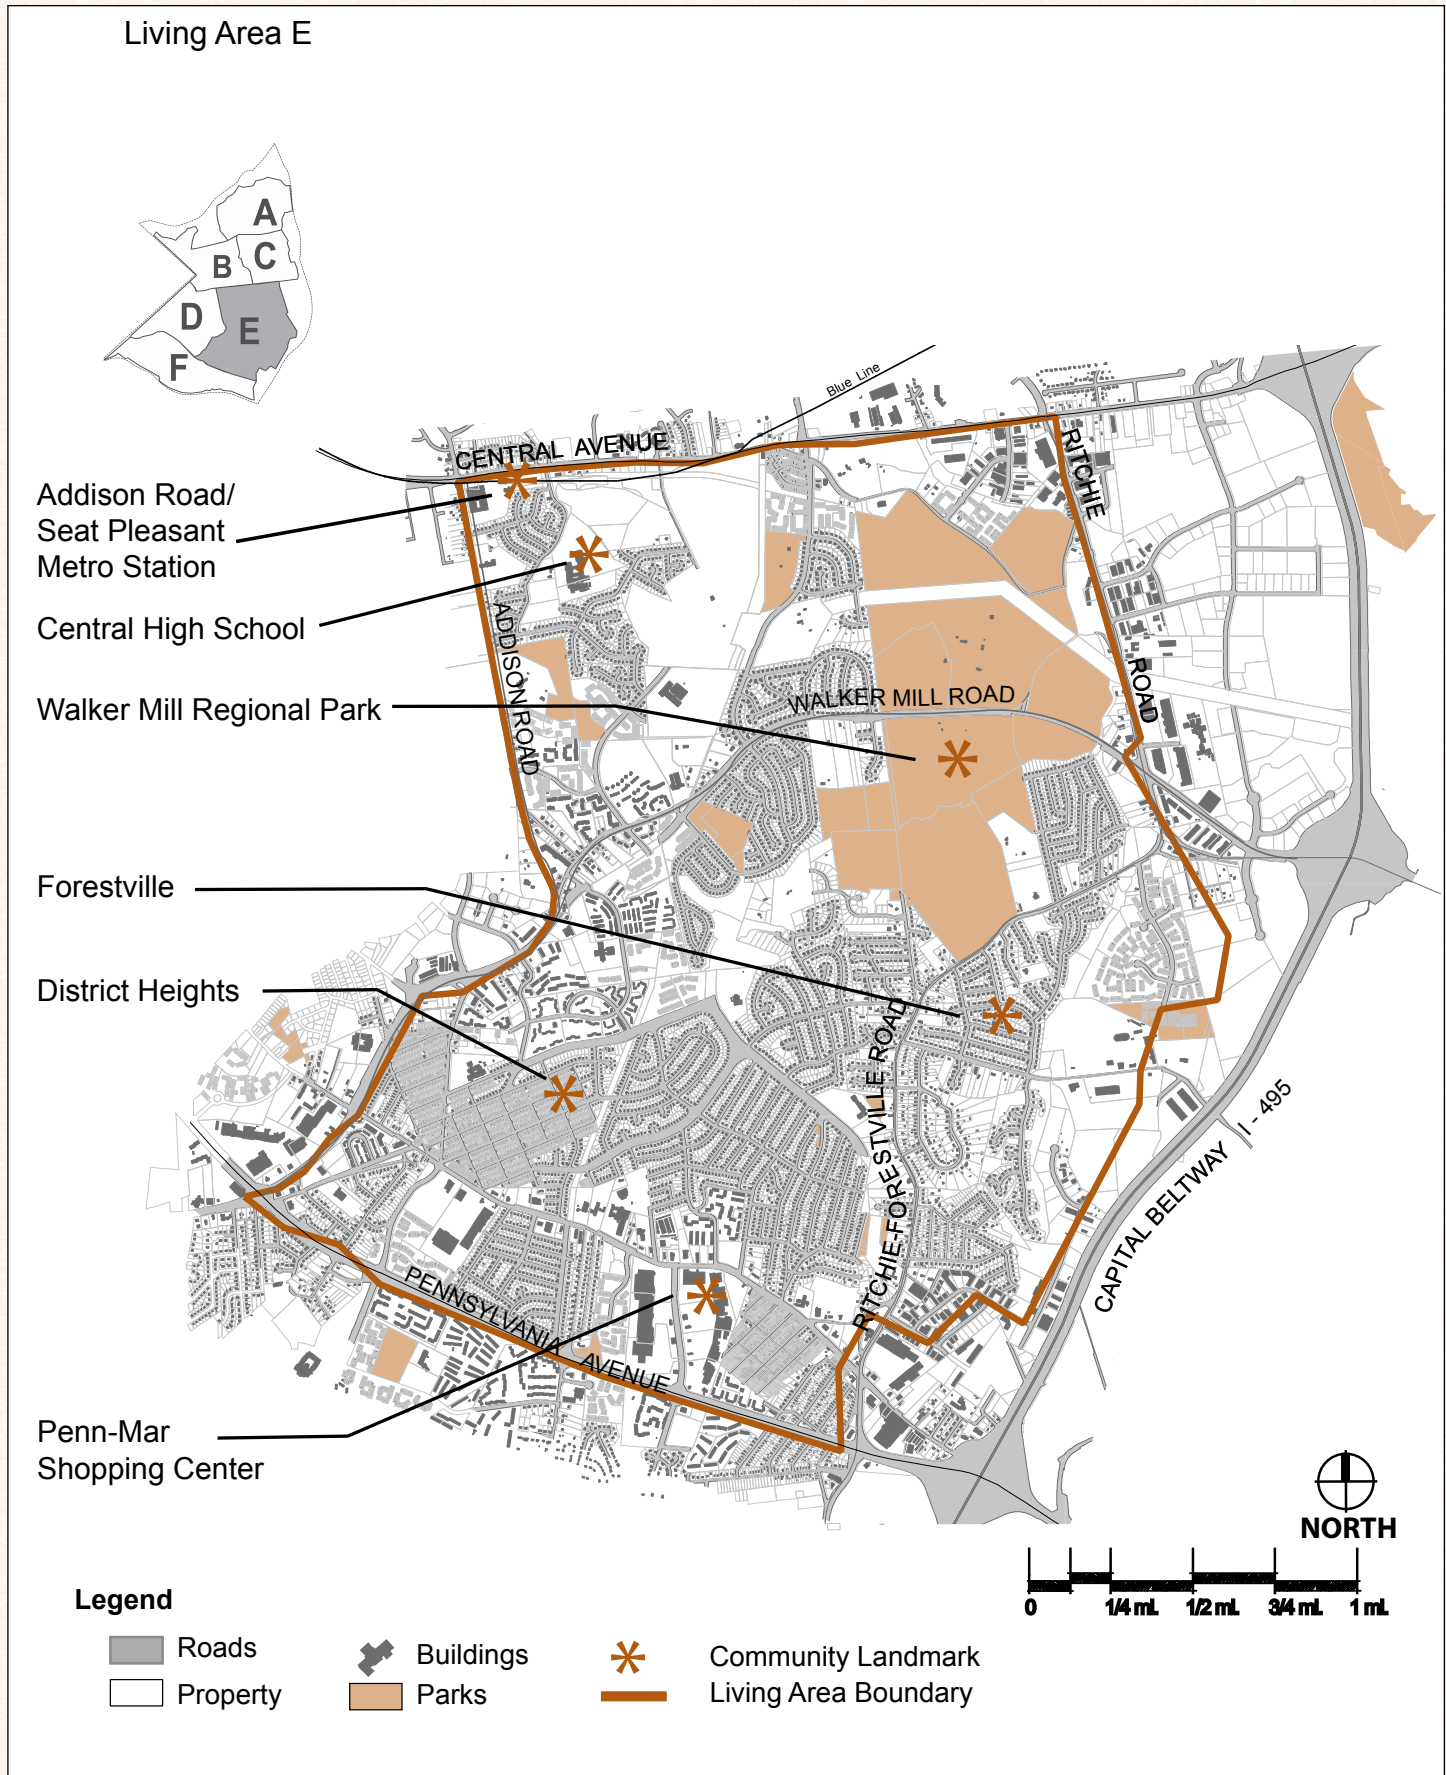 Living Area E
A
B
C
D
E
F
Blue Line
CENTRAL AVENUE
RITCHIE
ROAD
Addison Road/
Seat Pleasant
Metro Station
Central High School
ADDISON ROAD
Walker Mill Regional Park
WALKER MILL ROAD
Forestville
District Heights
RITCHIE-FORESTVILLE ROAD
CAPITAL BELTWAY I - 495
PENNSYLVANIA AVENUE
Penn-Mar
Shopping Center
NORTH
0 1/4 mi. 1/2 mi. 3/4 mi. 1 mi.
Legend
Roads
Property
Buildings
Parks
Community Landmark
Living Area Boundary